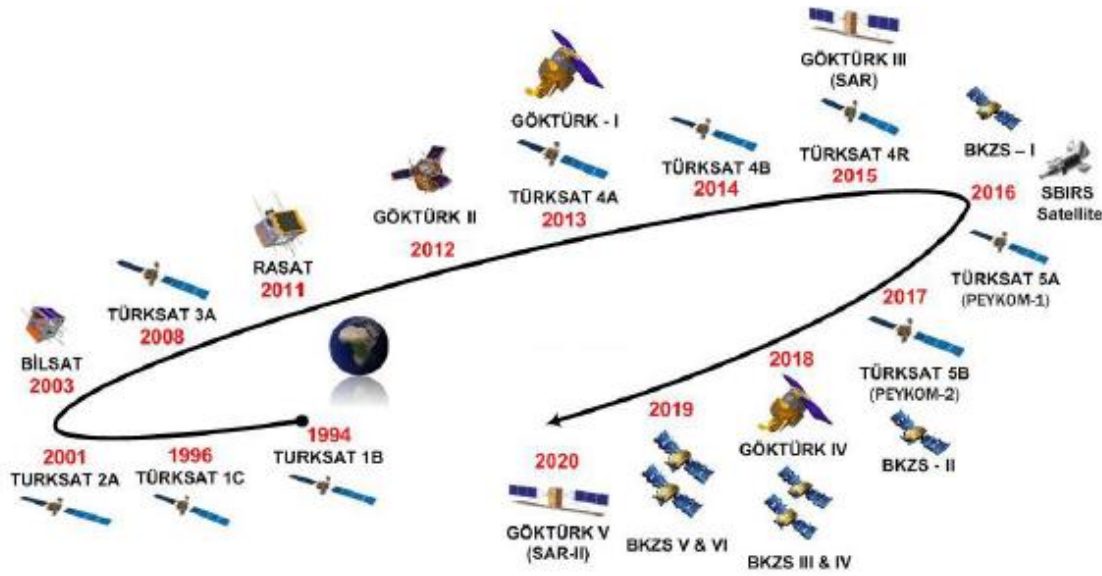 1994
TURKSAT 1B
1996
TÜRKSAT 1C
2001
TURKSAT 2A
BİLSAT
2003
TÜRKSAT 3A
2008
RASAT
2011
GÖKTÜRK II
2012
GÖKTÜRK - I
TÜRKSAT 4A
2013
TÜRKSAT 4B
2014
GÖKTÜRK III
(SAR)
TÜRKSAT 4R
2015
BKZS – I
2016
SBIRS
Satellite
TÜRKSAT 5A
(PEYKOM-1)
2017
TÜRKSAT 5B
(PEYKOM-2)
BKZS - II
2018
GÖKTÜRK IV
BKZS III & IV
2019
BKZS V & VI
2020
GÖKTÜRK V
(SAR-II)